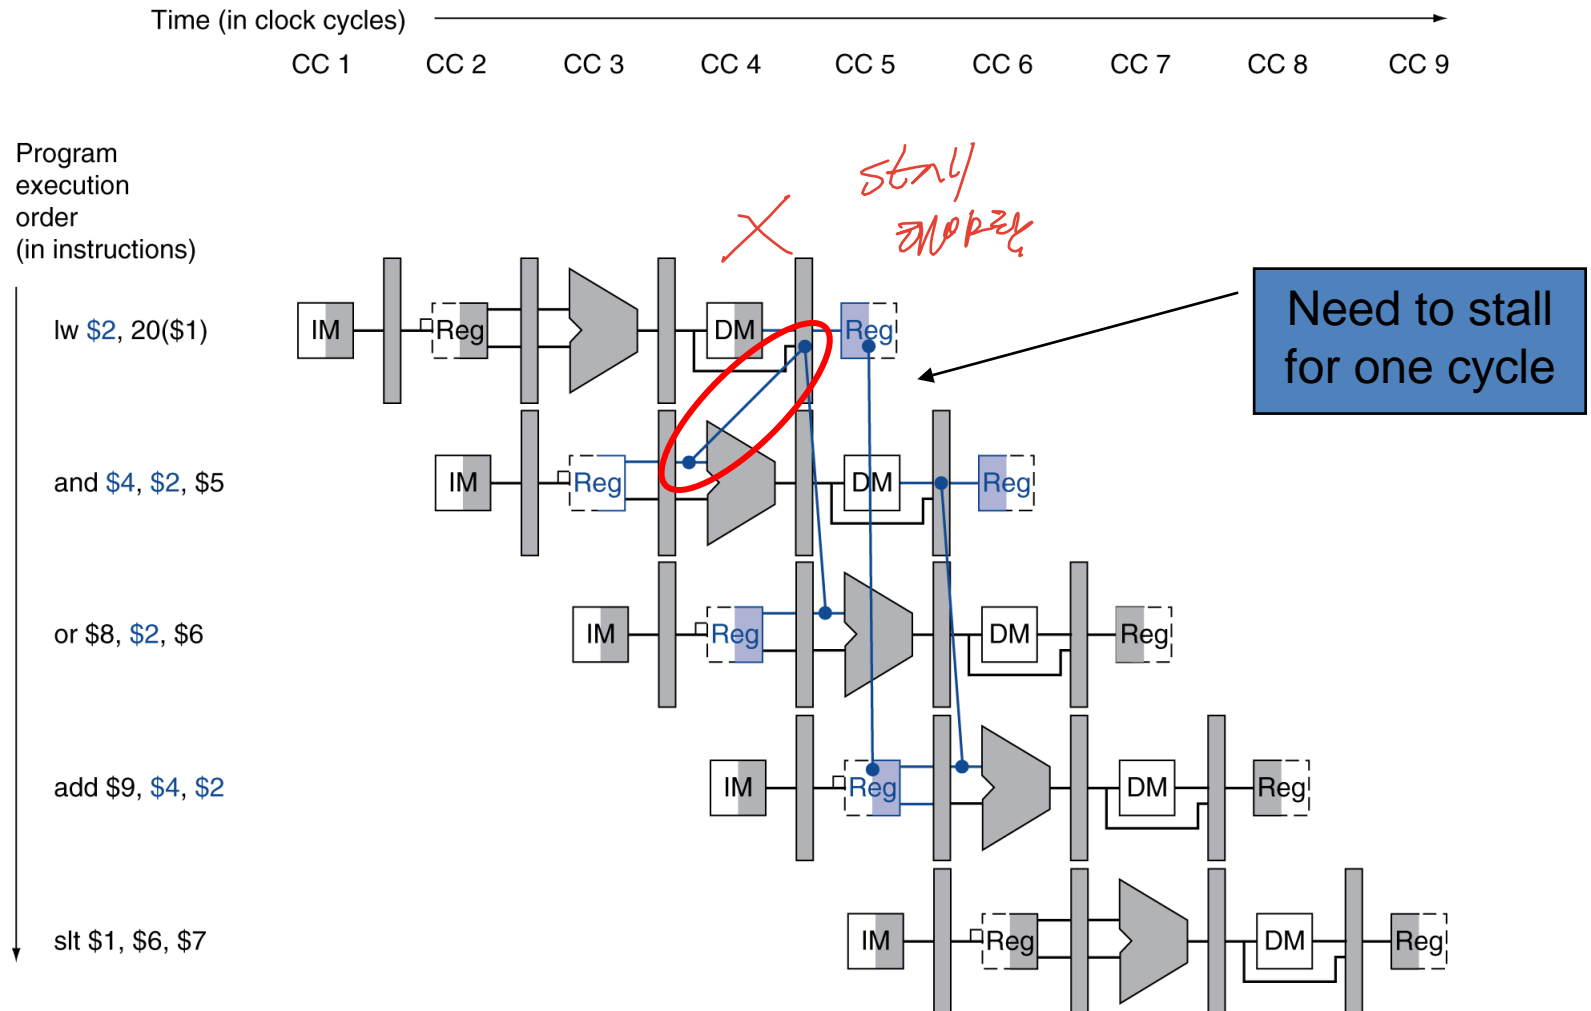 Time (in clock cycles)
CC 1 CC 2 CC 3 CC 4 CC 5 CC 6 CC 7 CC 8 CC 9
Program
execution
order
(in instructions)
stall
Need to stall
for one cycle
lw $2, 20($1) IM Reg DM Reg
and $4, $2, $5 IM Reg DM Reg
or $8, $2, $6 IM Reg DM Reg
add $9, $4, $2 IM Reg DM Reg
slt $1, $6, $7 IM Reg DM Reg